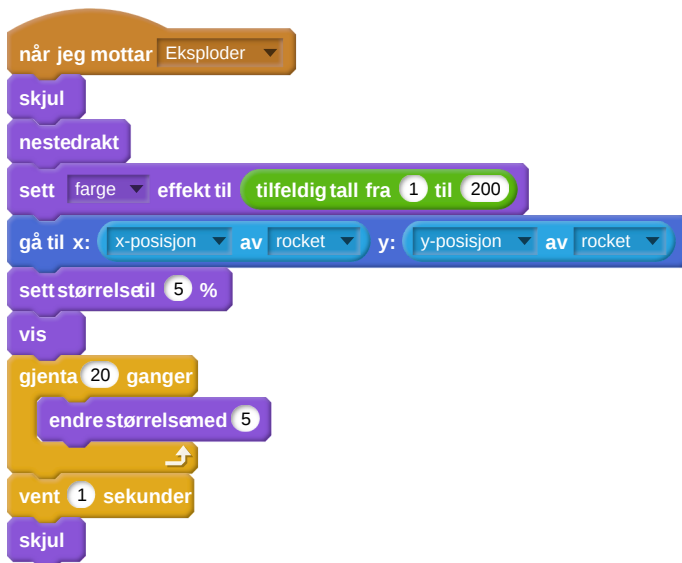 når jeg mottar Eksploder
skjul
nestedrakt
sett farge effekt til tilfeldig tall fra 1 til 200
gå til x: x-posisjon av rocket y: y-posisjon av rocket
sett størrelse til 5 %
vis
gjenta 20 ganger
endre størrelse med 5
vent 1 sekunder
skjul